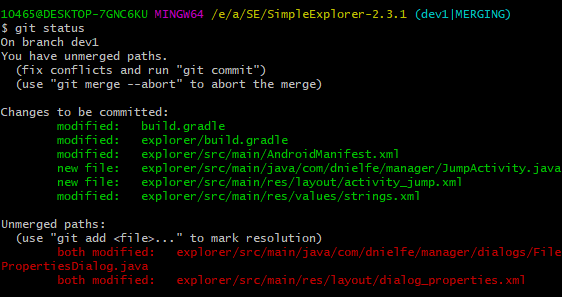 10465@DESKTOP-7GNC6KU MINGW64 /e/a/SE/SimpleExplorer-2.3.1 (dev1|MERGING)
$ git status
On branch dev1
You have unmerged paths.
  (fix conflicts and run "git commit")
  (use "git merge --abort" to abort the merge)

Changes to be committed:
        modified:   build.gradle
        modified:   explorer/build.gradle
        modified:   explorer/src/main/AndroidManifest.xml
        new file:   explorer/src/main/java/com/dnielfe/manager/JumpActivity.java
        new file:   explorer/src/main/res/layout/activity_jump.xml
        modified:   explorer/src/main/res/values/strings.xml

Unmerged paths:
  (use "git add <file>..." to mark resolution)
        both modified:   explorer/src/main/java/com/dnielfe/manager/dialogs/File
PropertiesDialog.java
        both modified:   explorer/src/main/res/layout/dialog_properties.xml